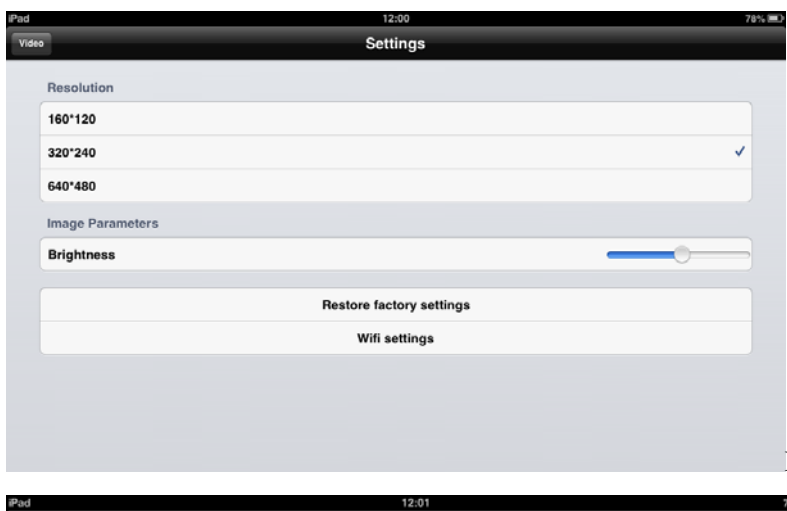 iPad 12:00 78%
Video Settings
Resolution
160*120
320*240
640*480
Image Parameters
Brightness
Restore factory settings
Wifi settings
iPad 12:01